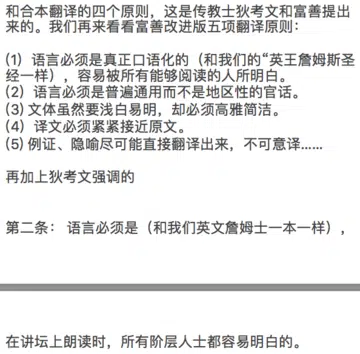 和合本翻译的四个原则，这是传教士狄考文和富善提出
来的。我们再来看看富善改进版五项翻译原则：
(1）语言必须是真正口语化的（和我们的“英王詹姆斯圣
经一样），容易被所有能够阅读的人所明白。
(2）语言必须是普遍通用而不是地区性的官话。
(3) 文体虽然要浅白易明，却必须高雅简洁。
(4）译文必须紧紧接近原文。
(5) 例证、隐喻尽可能直接翻译出来，不可意译……
再加上狄考文强调的
第二条： 语言必须是（和我们英文詹姆士一本一样），
在讲坛上朗读时，所有阶层人士都容易明白的。